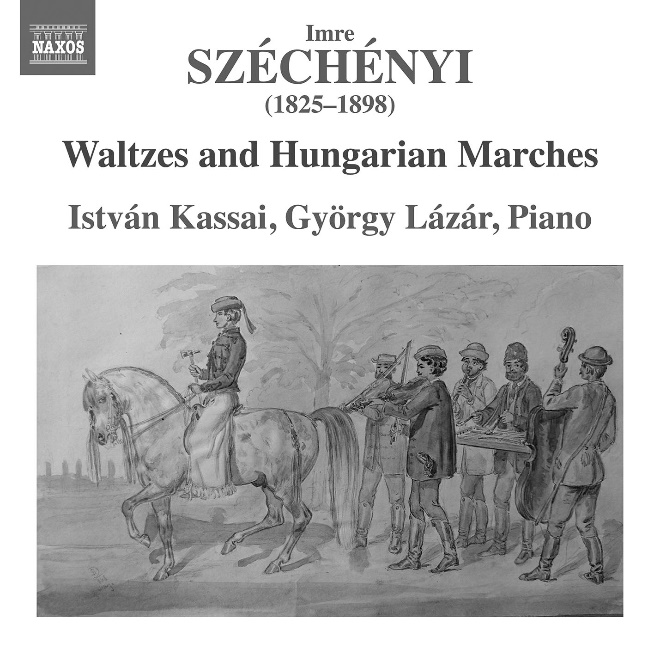 NAXOS
Imre
SZÉCHÉNYI
(1825–1898)
Waltzes and Hungarian Marches
István Kassai, György Lázár, Piano